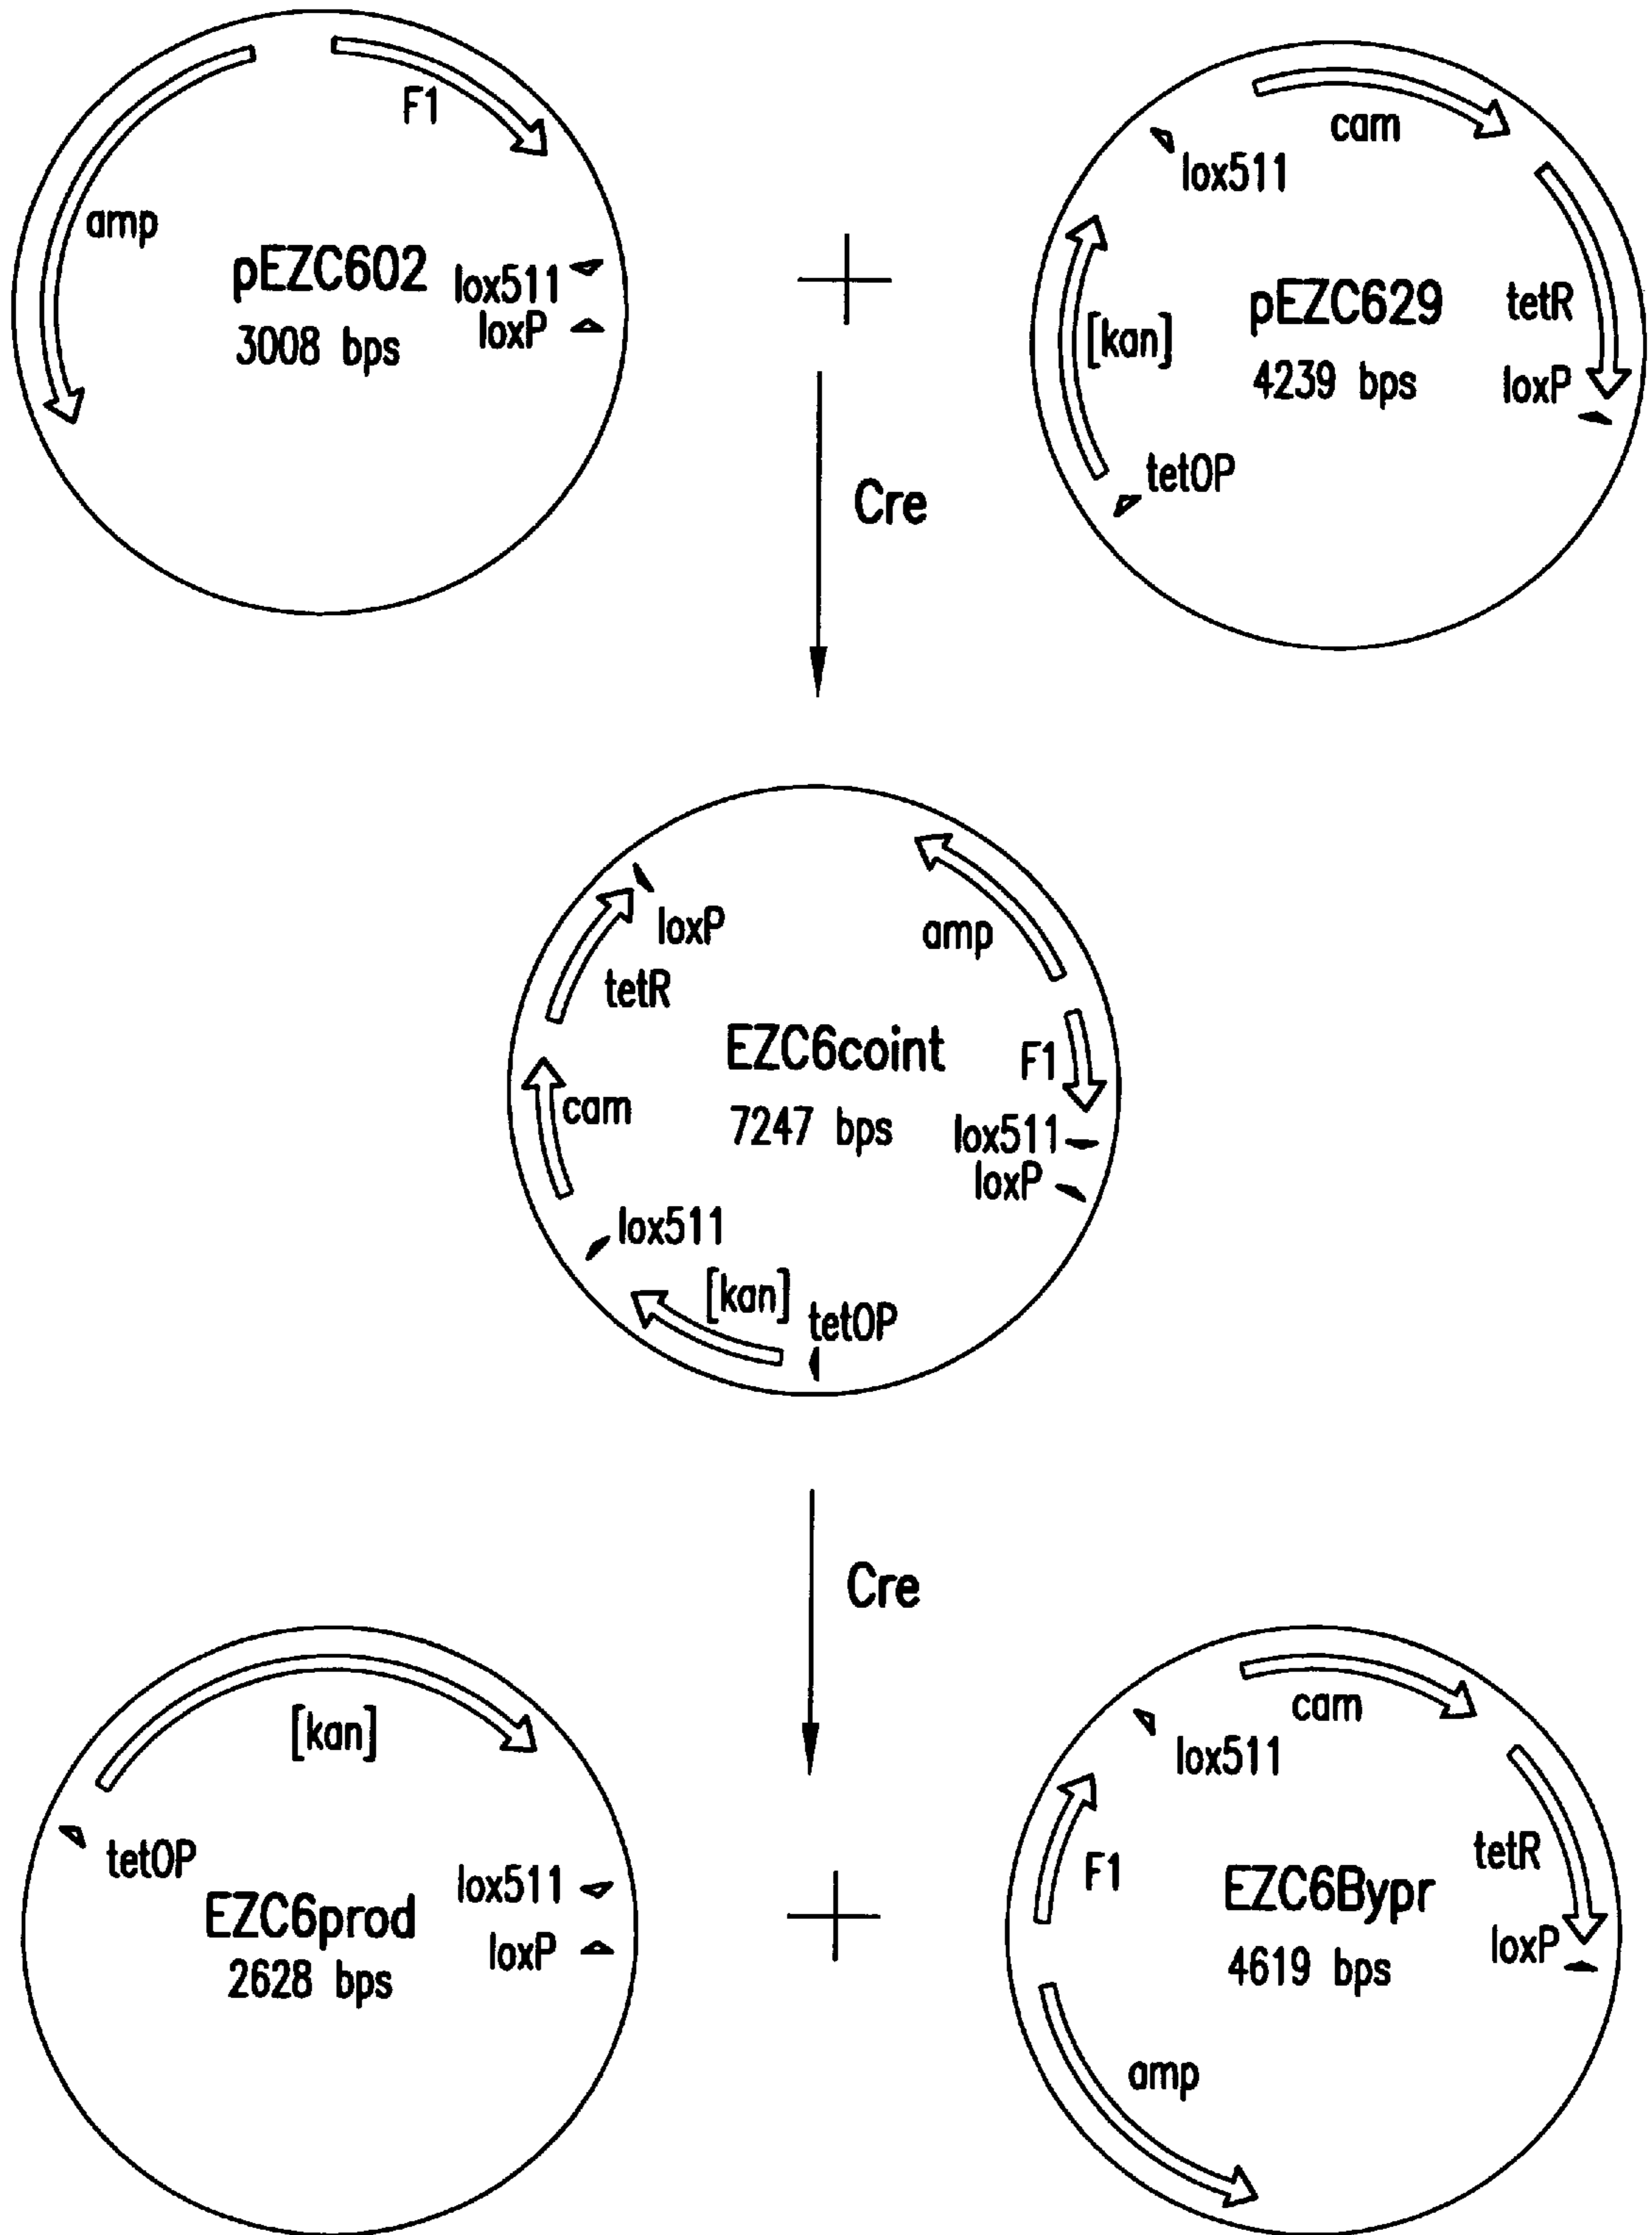 F1
amp
pEZC602
3008 bps
lox511
loxP
cam
lox511
[kan]
pEZC629
4239 bps
tetR
loxP
tetOP
Cre
loxP
amp
tetR
EZC6coint
7247 bps
F1
cam
lox511
loxP
lox511
[kan]
tetOP
Cre
[kan]
tetOP
lox511
EZC6prod
2628 bps
loxP
cam
lox511
F1
tetR
EZC6Bypr
4619 bps
loxP
amp